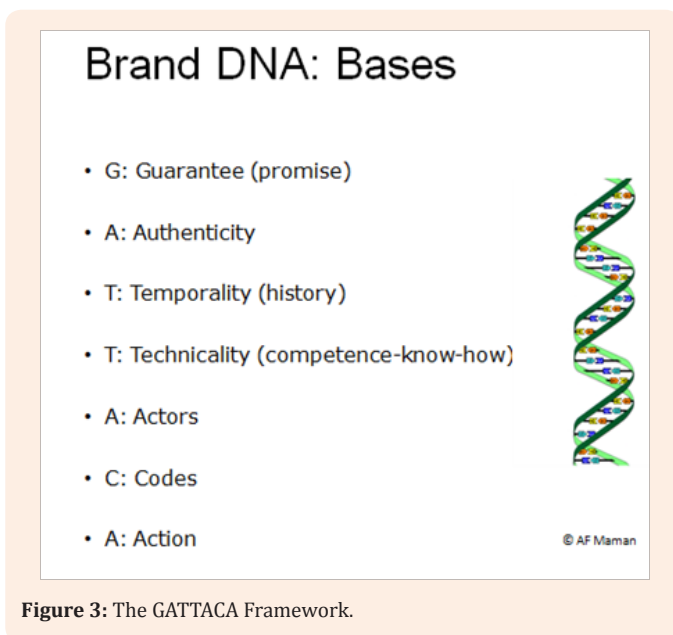 Brand DNA: Bases
• G: Guarantee (promise)
• A: Authenticity
• T: Temporality (history)
• T: Technicality (competence-know-how)
• A: Actors
• C: Codes
• A: Action
© AF Maman
Figure 3: The GATTACA Framework.